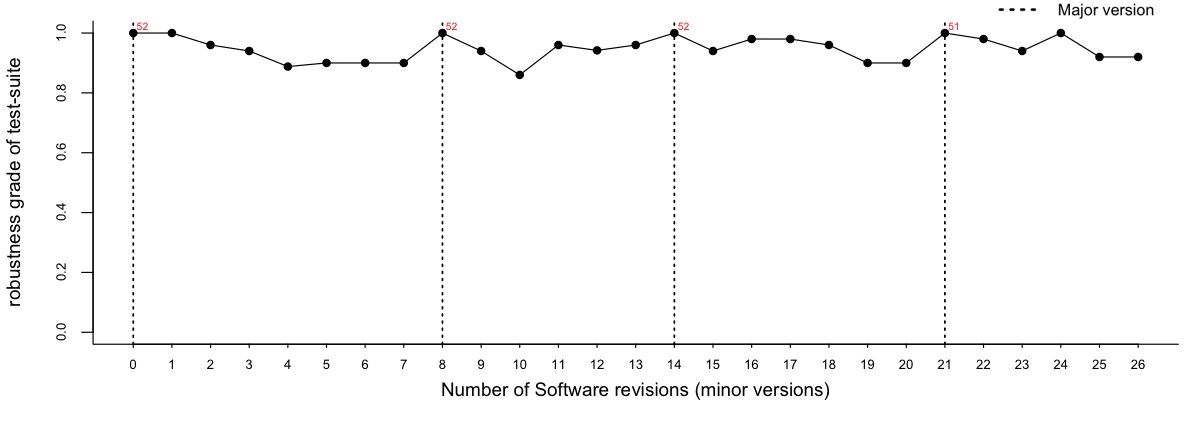 Major version
52 52 52 51
robustness grade of test-suite
1.0
0.8
0.6
0.4
0.2
0.0
0 1 2 3 4 5 6 7 8 9 10 11 12 13 14 15 16 17 18 19 20 21 22 23 24 25 26
Number of Software revisions (minor versions)